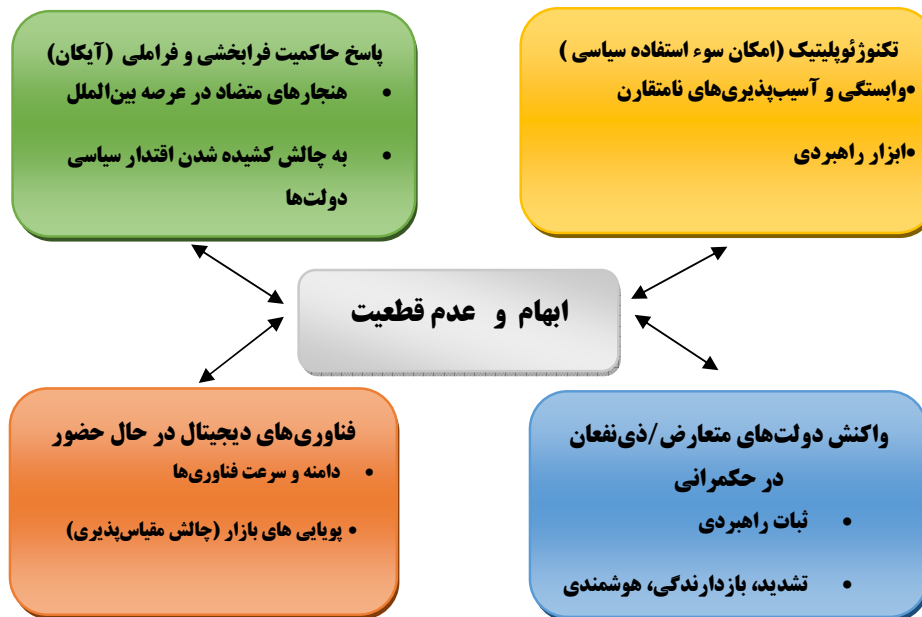 تکنوژئوپلیتیک (امکان سوء استفاده سیاسی )
•وابستگی و آسیب‌پذیری‌های نامتقارن
•ابزار راهبردی
پاسخ حاکمیت فرابخشی و فراملی (آیکان)
• هنجارهای متضاد در عرصه بین‌الملل
• به چالش کشیده شدن اقتدار سیاسی
دولت‌ها
ابهام و عدم قطعیت
واکنش دولت‌های متعارض/ذی‌نفعان
در حکمرانی
• ثبات راهبردی
• تشدید، بازدارندگی، هوشمندی
فناوری‌های دیجیتال در حال حضور
• دامنه و سرعت فناوری‌ها
• پویایی های بازار (چالش مقیاس‌پذیری)